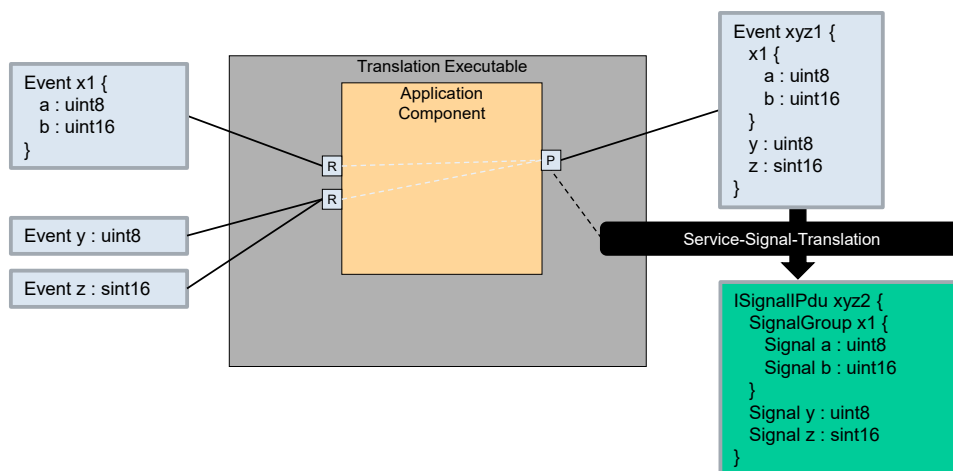 Event x1 {
a : uint8
b : uint16
}
Event y : uint8
Event z : sint16
Translation Executable
Application
Component
R
R
P
Event xyz1 {
x1 {
a : uint8
b : uint16
}
y : uint8
z : sint16
}
Service-Signal-Translation
ISignalIPdu xyz2 {
SignalGroup x1 {
Signal a : uint8
Signal b : uint16
}
Signal y : uint8
Signal z : sint16
}